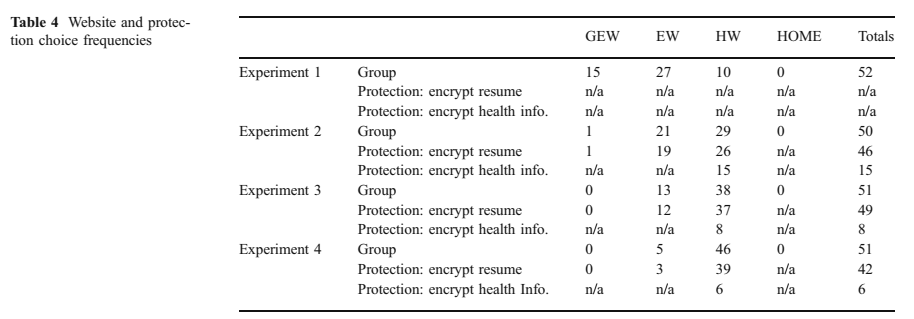 Table 4 Website and protec-
tion choice frequencies
GEW EW HW HOME Totals
Experiment 1 Group 15 27 10 0 52
Protection: encrypt resume n/a n/a n/a n/a n/a
Protection: encrypt health info. n/a n/a n/a n/a n/a
Experiment 2 Group 1 21 29 0 50
Protection: encrypt resume 1 19 26 n/a 46
Protection: encrypt health info. n/a n/a 15 n/a 15
Experiment 3 Group 0 13 38 0 51
Protection: encrypt resume 0 12 37 n/a 49
Protection: encrypt health info. n/a n/a 8 n/a 8
Experiment 4 Group 0 5 46 0 51
Protection: encrypt resume 0 3 39 n/a 42
Protection: encrypt health Info. n/a n/a 6 n/a 6